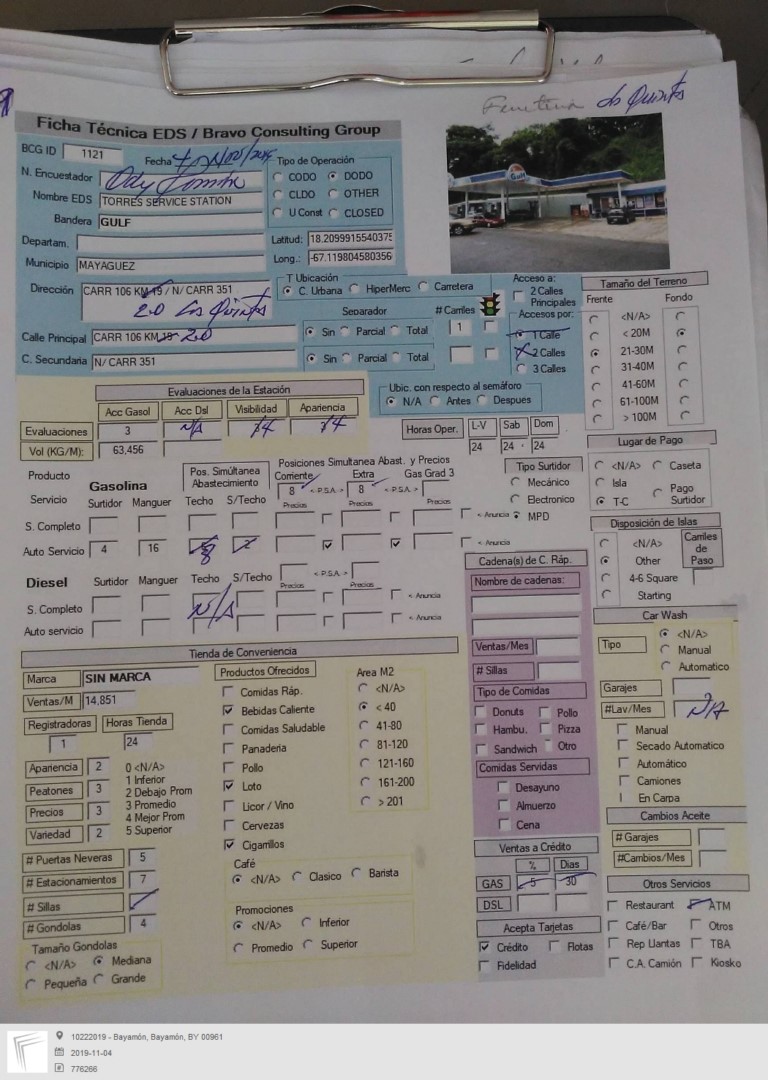 Los Quintos
Ficha Técnica EDS / Bravo Consulting Group
BCG ID 1121
Fecha
N. Encuestador
Nombre EDS TORRES SERVICE STATION
Bandera GULF
Departam.
Municipio MAYAGUEZ
Tipo de Operación
CODO DODO
CLDO OTHER
U Const CLOSED
Latitud: 18.2099915540375
Long.: -67.119804580356
Gulf
Dirección CARR 106 KM 19 / N/ CARR 351
2.0 Los Quintos
Calle Principal CARR 106 KM 19 2.0
C. Secundaria N/ CARR 351
T Ubicación
C. Urbana HiperMerc Carretera
Separador # Carriles
Sin Parcial Total 1
Sin Parcial Total
Ubic. con respecto al semáforo
N/A Antes Despues
Acceso a:
2 Calles Principales
Accesos por:
1 Calle
2 Calles
3 Calles
Tamaño del Terreno
Frente Fondo
<N/A>
< 20M
21-30M
31-40M
41-60M
61-100M
> 100M
Evaluaciones de la Estación
Acc Gasol Acc Dsl Visibilidad Apariencia
Evaluaciones 3 N/A
Vol (KG/M): 63,456
Horas Oper. L-V Sab Dom
24 24 24
Lugar de Pago
<N/A> Caseta
Isla
T-C Pago Surtidor
Producto Gasolina
Servicio Surtidor Manguer
Pos. Simúltanea Abastecimiento
Techo S/Techo
Posiciones Simultanea Abast. y Precios
Corriente Extra Gas Grad 3
8 <-P.S.A.-> 8 <-P.S.A.->
Precios Precios Precios
S. Completo < Anuncia
Auto Servicio 4 16 8 < Anuncia
Tipo Surtidor
Mecánico
Electronico
MPD
Disposición de Islas
<N/A>
Other
4-6 Square
Starting
Carriles de Paso
Diesel Surtidor Manguer Techo S/Techo <-P.S.A.->
Precios Precios
S. Completo N/A < Anuncia
Auto servicio < Anuncia
Cadena(s) de C. Ráp.
Nombre de cadenas:
Ventas/Mes
# Sillas
Tipo de Comidas
Donuts Pollo
Hambu. Pizza
Sandwich Otro
Comidas Servidas
Desayuno
Almuerzo
Cena
Car Wash
Tipo <N/A>
Manual
Automatico
Garajes
#Lav/Mes N/A
Manual
Secado Automatico
Automático
Camiones
En Carpa
Cambios Aceite
# Garajes
#Cambios/Mes
Tienda de Conveniencia
Marca SIN MARCA
Ventas/M 14,851
Registradoras Horas Tienda
1 24
Apariencia 2
Peatones 3
Precios 3
Variedad 2
0 <N/A>
1 Inferior
2 Debajo Prom
3 Promedio
4 Mejor Prom
5 Superior
# Puertas Neveras 5
# Estacionamientos 7
# Sillas
# Gondolas 4
Tamaño Gondolas
<N/A> Mediana
Pequeña Grande
Productos Ofrecidos
Comidas Ráp.
Bebidas Caliente
Comidas Saludable
Panaderia
Pollo
Loto
Licor / Vino
Cervezas
Cigarrillos
Area M2
<N/A>
< 40
41-80
81-120
121-160
161-200
> 201
Café
<N/A> Clasico Barista
Promociones
<N/A> Inferior
Promedio Superior
Ventas a Crédito
% Dias
GAS 5 30
DSL
Acepta Tarjetas
Crédito Flotas
Fidelidad
Otros Servicios
Restaurant ATM
Café/Bar Otros
Rep Llantas TBA
C.A. Camión Kiosko
10222019 - Bayamón, Bayamón, BY 00961
2019-11-04
776266